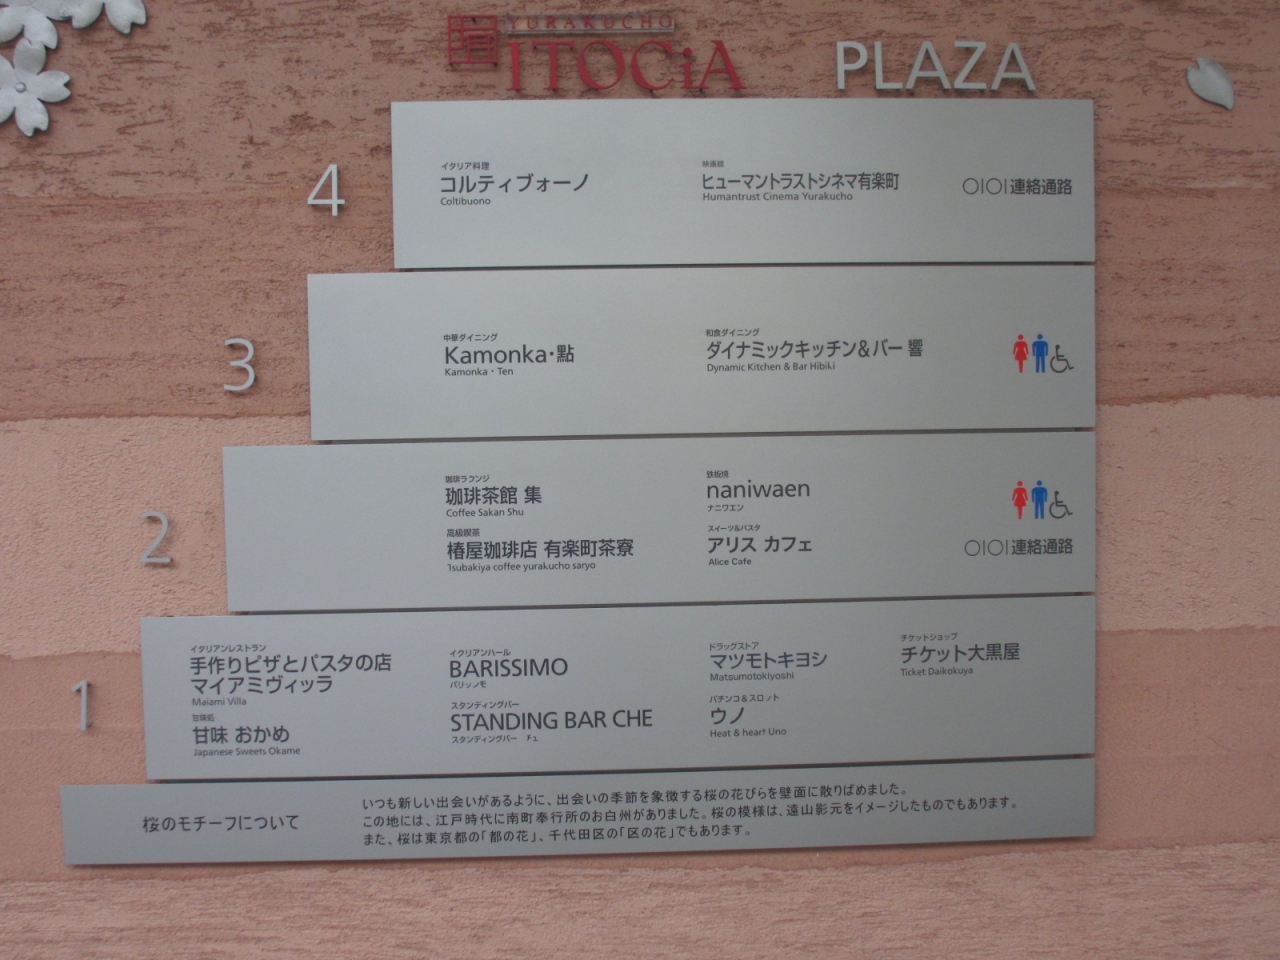 YURAKUCHO
ITOCiA PLAZA
4
イタリア料理
コルティブォーノ
Coltibuono
映画館
ヒューマントラストシネマ有楽町
Humantrust Cinema Yurakucho
OIOI連絡通路
3
中華ダイニング
Kamonka・點
Kamonka・Ten
和食ダイニング
ダイナミックキッチン&バー 響
Dynamic Kitchen & Bar Hibiki
2
珈琲ラウンジ
珈琲茶館 集
Coffee Sakan Shu
高級喫茶
椿屋珈琲店 有楽町茶寮
Tsubakiya coffee yurakucho saryo
鉄板焼
naniwaen
ナニワエン
スイーツ&パスタ
アリス カフェ
Alice Cafe
OIOI連絡通路
1
イタリアンレストラン
手作りピザとパスタの店
マイアミヴィッラ
Maiami Villa
甘味処
甘味 おかめ
Japanese Sweets Okame
イタリアンバール
BARISSIMO
バリッシモ
スタンディングバー
STANDING BAR CHE
スタンディングバー
ドラッグストア
マツモトキヨシ
Matsumotokiyoshi
パチンコ&スロット
ウノ
Heat & heart Uno
チケットショップ
チケット大黒屋
Ticket Daikokuya
桜のモチーフについて
いつも新しい出会いがあるように、出会いの季節を象徴する桜の花びらを壁面に散りばめました。
この地には、江戸時代に南町奉行所のお白州がありました。桜の模様は、遠山影元をイメージしたものでもあります。
また、桜は東京都の「都の花」、千代田区の「区の花」でもあります。